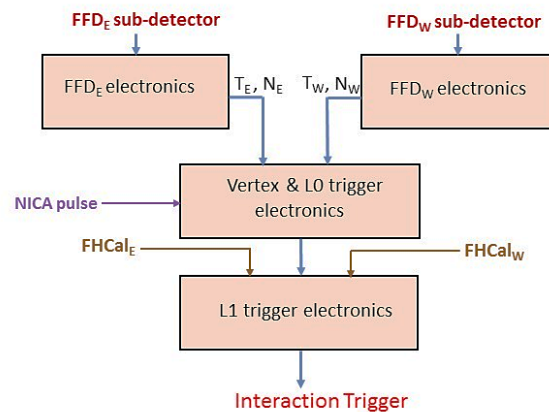 FFD_E sub-detector
FFD_W sub-detector
FFD_E electronics
T_E, N_E
T_W, N_W
FFD_W electronics
Vertex & L0 trigger
electronics
NICA pulse
FHCal_E
FHCal_W
L1 trigger electronics
Interaction Trigger